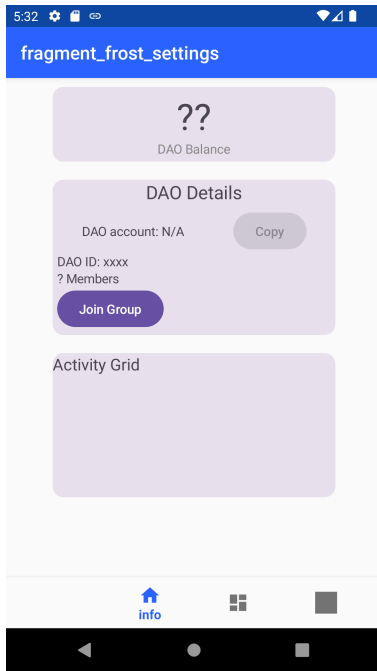 5:32
fragment_frost_settings
??
DAO Balance
DAO Details
DAO account: N/A
Copy
DAO ID: xxxx
? Members
Join Group
Activity Grid
info